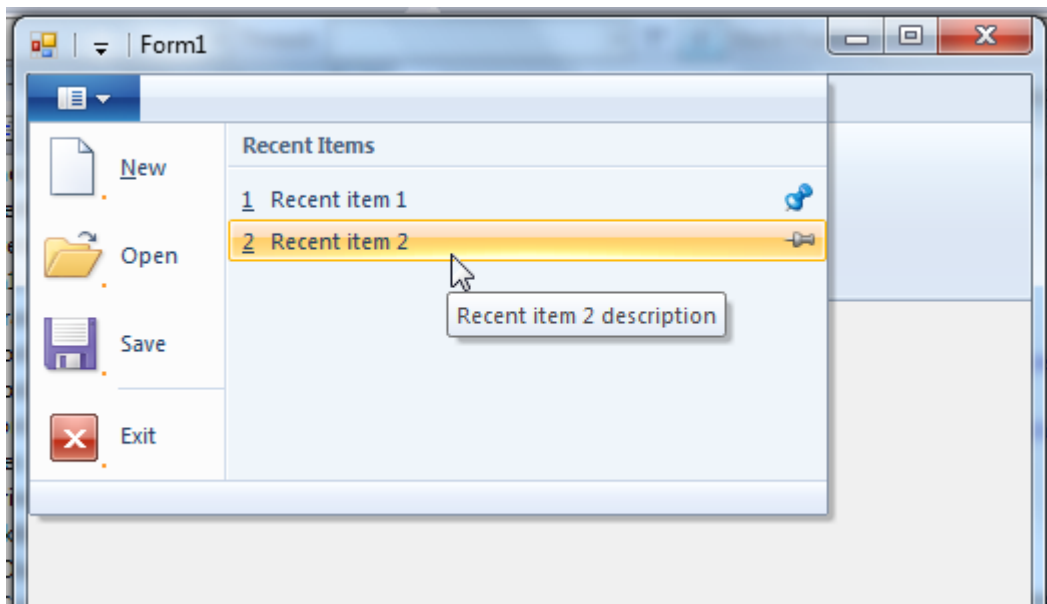 Form1
Recent Items
New
1 Recent item 1
2 Recent item 2
Open
Recent item 2 description
Save
Exit